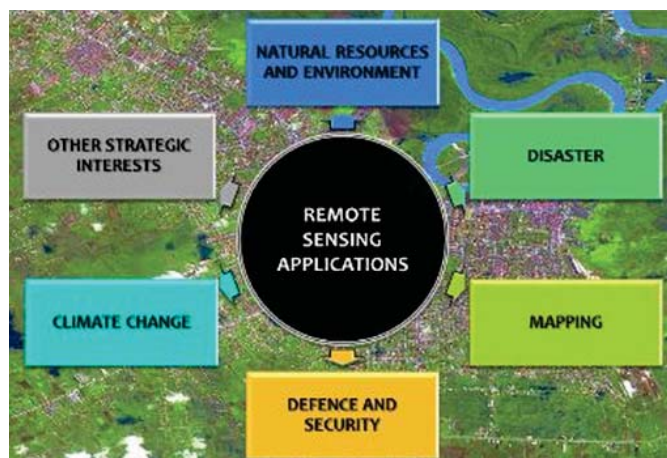 NATURAL RESOURCES
AND ENVIRONMENT
OTHER STRATEGIC
INTERESTS
DISASTER
REMOTE
SENSING
APPLICATIONS
CLIMATE CHANGE
MAPPING
DEFENCE AND
SECURITY